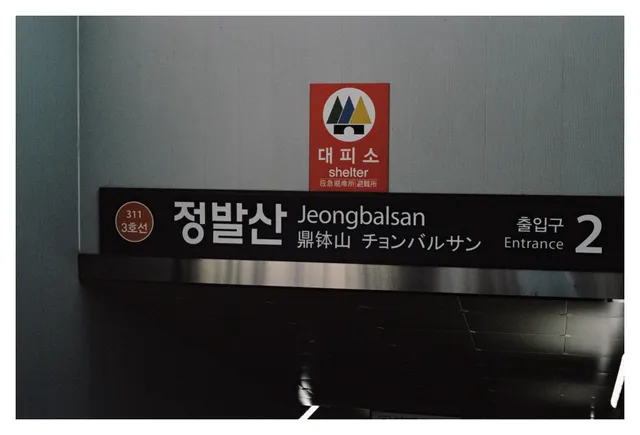 대피소
shelter
311
3호선
정발산
Jeongbalsan
鼎钵山 チョンバルサン
출입구
Entrance
2